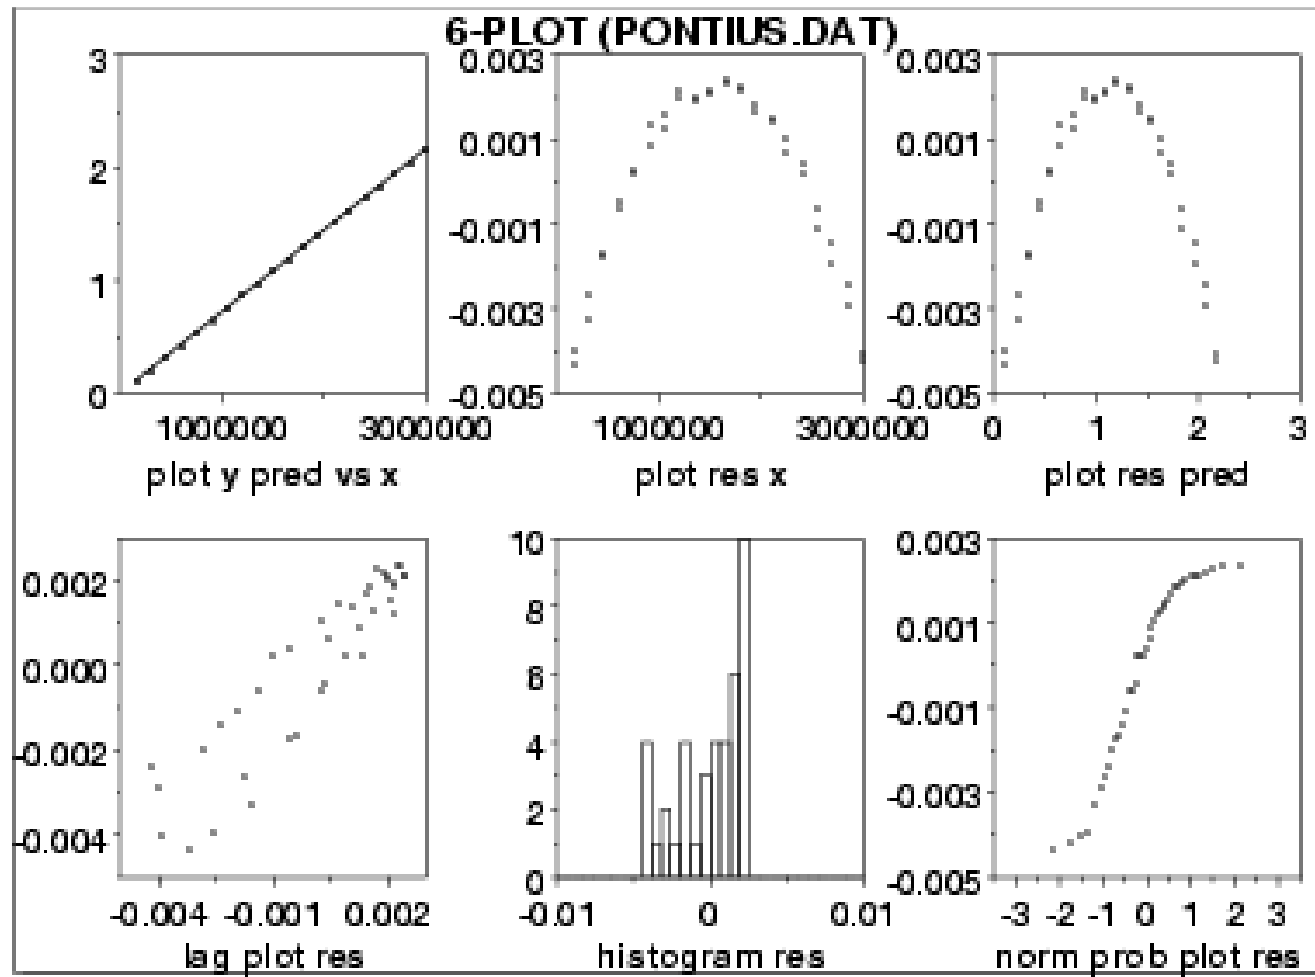 6-PLOT (PONTIUS.DAT)
3
2
1
0
1000000 3000000
plot y pred vs x
0.003
0.001
-0.001
-0.003
-0.005
1000000 3000000
plot res x
0.003
0.001
-0.001
-0.003
-0.005
0 1 2 3
plot res pred
0.002
0.000
-0.002
-0.004
-0.004 -0.001 0.002
lag plot res
10
8
6
4
2
0
-0.01 0 0.01
histogram res
0.003
0.001
-0.001
-0.003
-0.005
-3 -2 -1 0 1 2 3
norm prob plot res